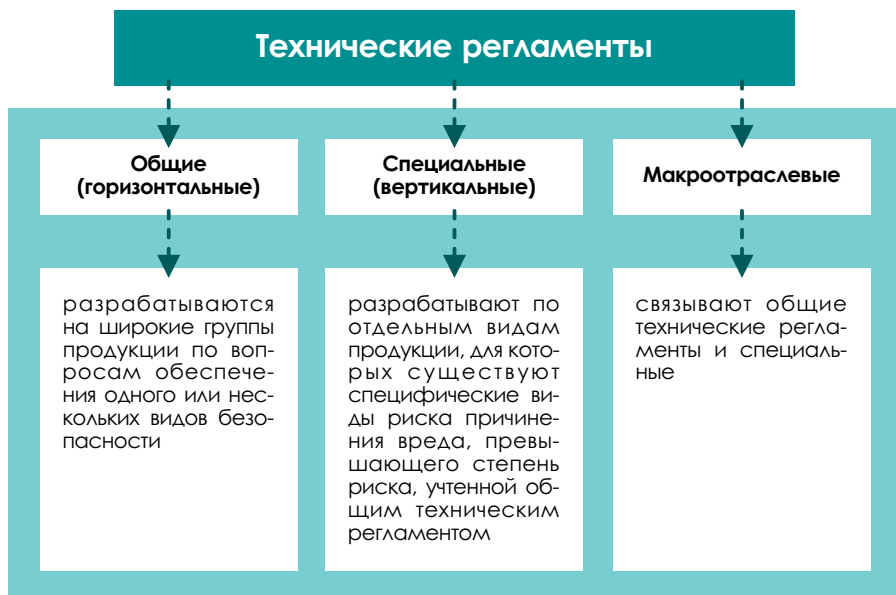 Технические регламенты
Общие
(горизонтальные)
разрабатываются
на широкие группы
продукции по воп-
росам обеспече-
ния одного или нес-
кольких видов безо-
пасности
Специальные
(вертикальные)
разрабатывают по
отдельным видам
продукции, для кото-
рых существуют
специфические ви-
ды риска причине-
ния вреда, превы-
шающего степень
риска, учтенной об-
щим техническим
регламентом
Макроотраслевые
связывают общие
технические регла-
менты и специаль-
ные